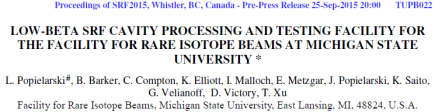 Proceedings of SRF2015, Whistler, BC, Canada - Pre-Press Release 25-Sep-2015 20:00 TUPB022
LOW-BETA SRF CAVITY PROCESSING AND TESTING FACILITY FOR
THE FACILITY FOR RARE ISOTOPE BEAMS AT MICHIGAN STATE
UNIVERSITY *
L. Popielarski#, B. Barker, C. Compton, K. Elliott, I. Malloch, E. Metzgar, J. Popielarski, K. Saito,
G. Velianoff, D. Victory, T. Xu
Facility for Rare Isotope Beams, Michigan State University, East Lansing, MI, 48824, U.S.A.